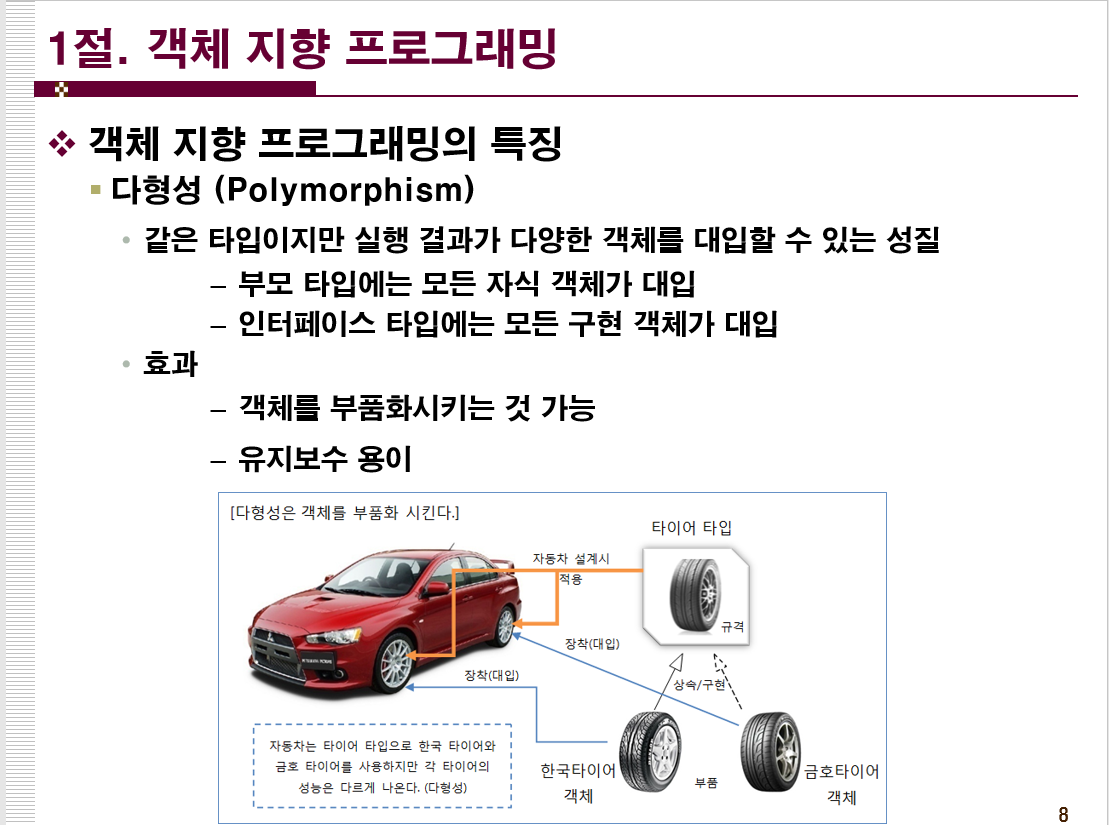 1절. 객체 지향 프로그래밍
객체 지향 프로그래밍의 특징
다형성 (Polymorphism)
같은 타입이지만 실행 결과가 다양한 객체를 대입할 수 있는 성질
– 부모 타입에는 모든 자식 객체가 대입
– 인터페이스 타입에는 모든 구현 객체가 대입
효과
– 객체를 부품화시키는 것 가능
– 유지보수 용이
[다형성은 객체를 부품화 시킨다.]
타이어 타입
자동차 설계시
적용
규격
장착(대입)
장착(대입)
상속/구현
자동차는 타이어 타입으로 한국 타이어와
금호 타이어를 사용하지만 각 타이어의
성능은 다르게 나온다. (다형성)
한국타이어
객체
부품
금호타이어
객체
8